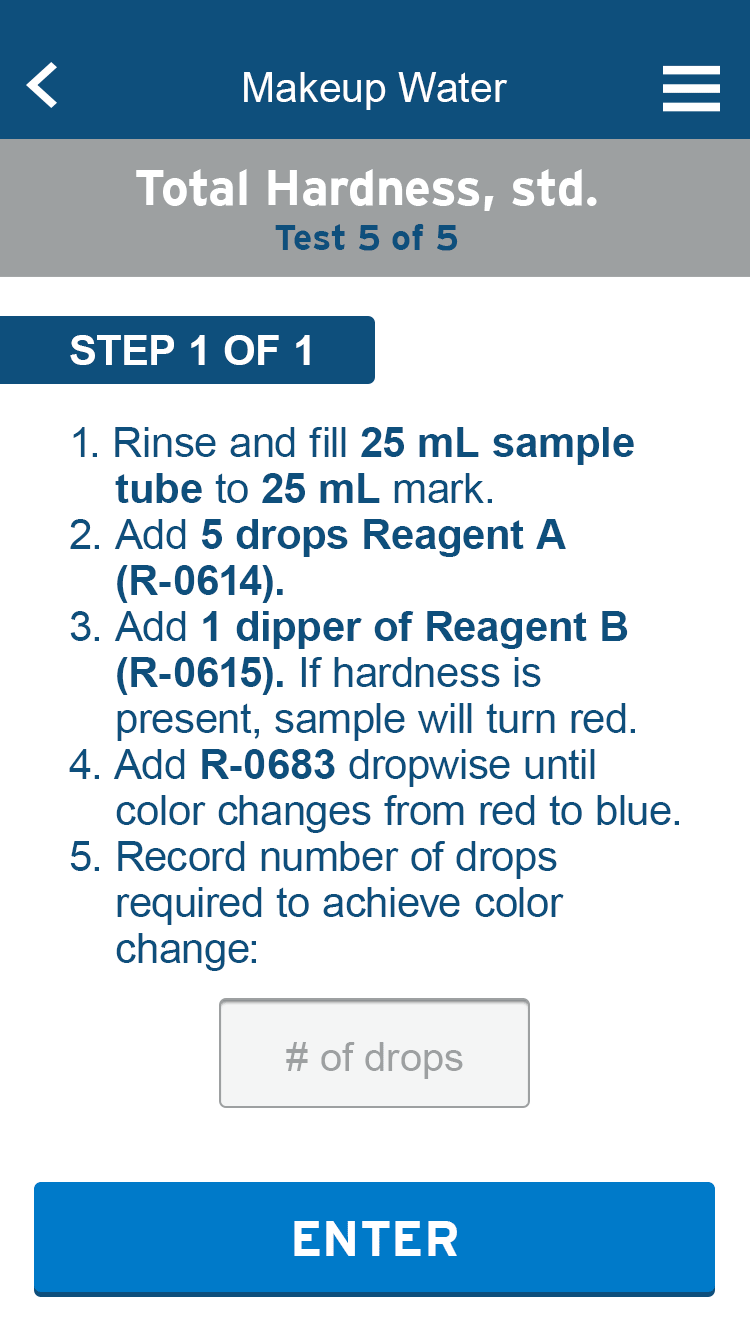 Makeup Water
Total Hardness, std.
Test 5 of 5
STEP 1 OF 1
1. Rinse and fill 25 mL sample
tube to 25 mL mark.
2. Add 5 drops Reagent A
(R-0614).
3. Add 1 dipper of Reagent B
(R-0615). If hardness is
present, sample will turn red.
4. Add R-0683 dropwise until
color changes from red to blue.
5. Record number of drops
required to achieve color
change:
# of drops
ENTER